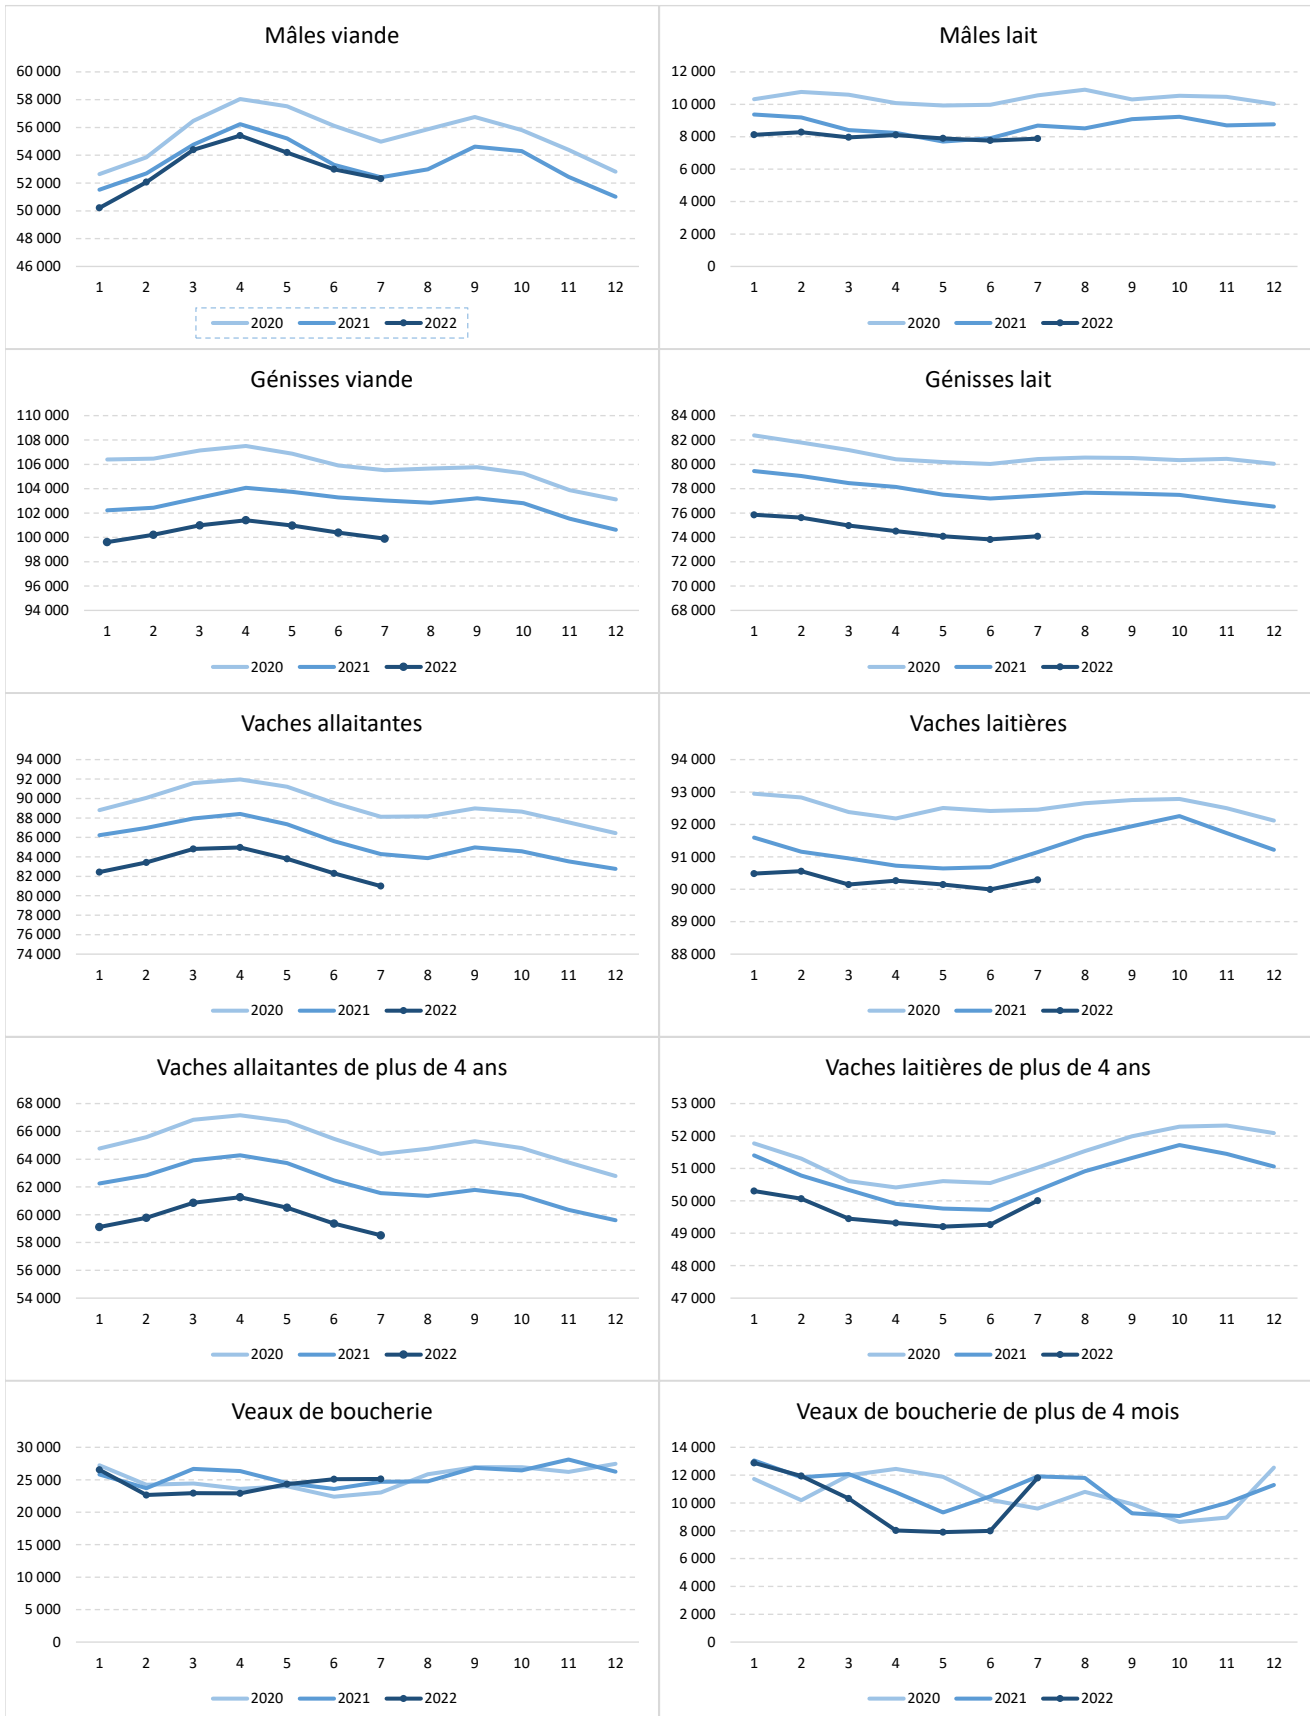 Mâles viande
60 000
58 000
56 000
54 000
52 000
50 000
48 000
46 000
1 2 3 4 5 6 7 8 9 10 11 12
2020 2021 2022
Mâles lait
12 000
10 000
8 000
6 000
4 000
2 000
0
1 2 3 4 5 6 7 8 9 10 11 12
2020 2021 2022
Génisses viande
110 000
108 000
106 000
104 000
102 000
100 000
98 000
96 000
94 000
1 2 3 4 5 6 7 8 9 10 11 12
2020 2021 2022
Génisses lait
84 000
82 000
80 000
78 000
76 000
74 000
72 000
70 000
68 000
1 2 3 4 5 6 7 8 9 10 11 12
2020 2021 2022
Vaches allaitantes
94 000
92 000
90 000
88 000
86 000
84 000
82 000
80 000
78 000
76 000
74 000
1 2 3 4 5 6 7 8 9 10 11 12
2020 2021 2022
Vaches laitières
94 000
93 000
92 000
91 000
90 000
89 000
88 000
1 2 3 4 5 6 7 8 9 10 11 12
2020 2021 2022
Vaches allaitantes de plus de 4 ans
68 000
66 000
64 000
62 000
60 000
58 000
56 000
54 000
1 2 3 4 5 6 7 8 9 10 11 12
2020 2021 2022
Vaches laitières de plus de 4 ans
53 000
52 000
51 000
50 000
49 000
48 000
47 000
1 2 3 4 5 6 7 8 9 10 11 12
2020 2021 2022
Veaux de boucherie
30 000
25 000
20 000
15 000
10 000
5 000
0
1 2 3 4 5 6 7 8 9 10 11 12
2020 2021 2022
Veaux de boucherie de plus de 4 mois
14 000
12 000
10 000
8 000
6 000
4 000
2 000
0
1 2 3 4 5 6 7 8 9 10 11 12
2020 2021 2022